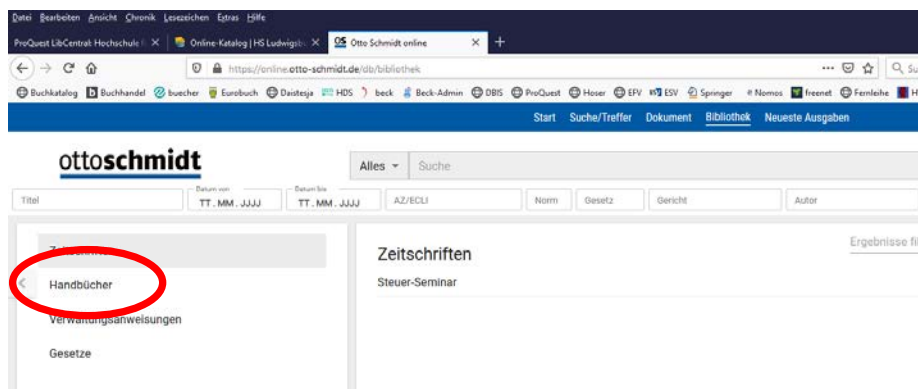 Datei Bearbeiten Ansicht Chronik Lesezeichen Extras Hilfe
ProQuest LibCentral: Hochschule Online-Katalog | HS Ludwigsb Otto Schmidt online
https://online.otto-schmidt.de/db/bibliothek
Buchkatalog Buchhandel buecher Eurobuch Daistesja HDS beck Beck-Admin DBIS ProQuest Hoser EFV ESV Springer Nomos freenet Fernleihe H
Start Suche/Treffer Dokument Bibliothek Neueste Ausgaben
ottoschmidt
Alles Suche
Titel Datum von TT.MM.JJJJ Datum bis TT.MM.JJJJ AZ/ECLI Norm Gesetz Gericht Autor
Ergebnisse fi
Zeitschriften
Handbücher
Steuer-Seminar
Verwaltungsanweisungen
Gesetze